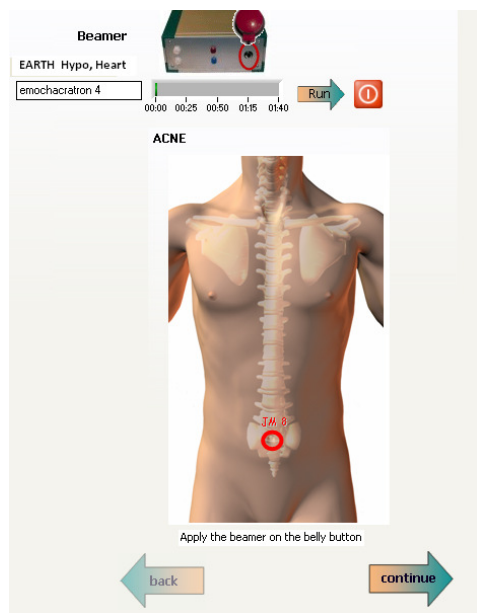 Beamer
EARTH Hypo, Heart
emochacratron 4
00:00 00:25 00:50 01:15 01:40
Run
ACNE
JM 8
Apply the beamer on the belly button
back
continue